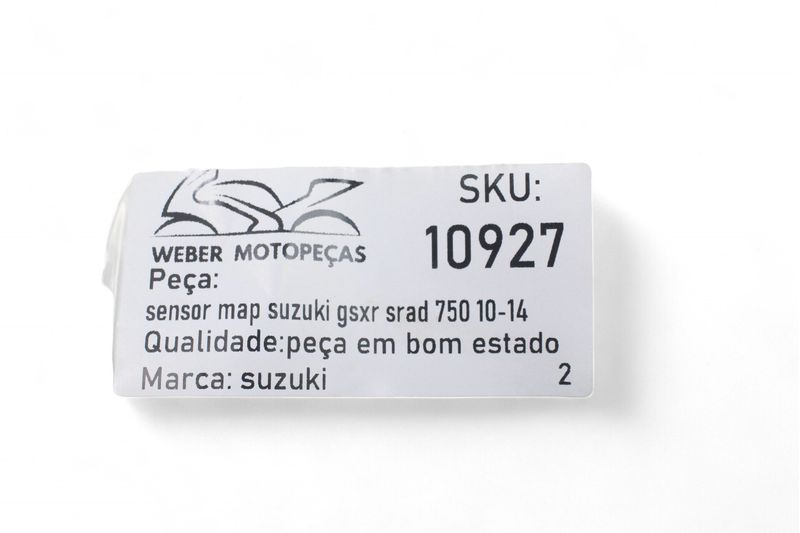 SKU:
10927
WEBER MOTOPEÇAS
Peça:
sensor map suzuki gsxr srad 750 10-14
Qualidade:peça em bom estado
Marca: suzuki 2